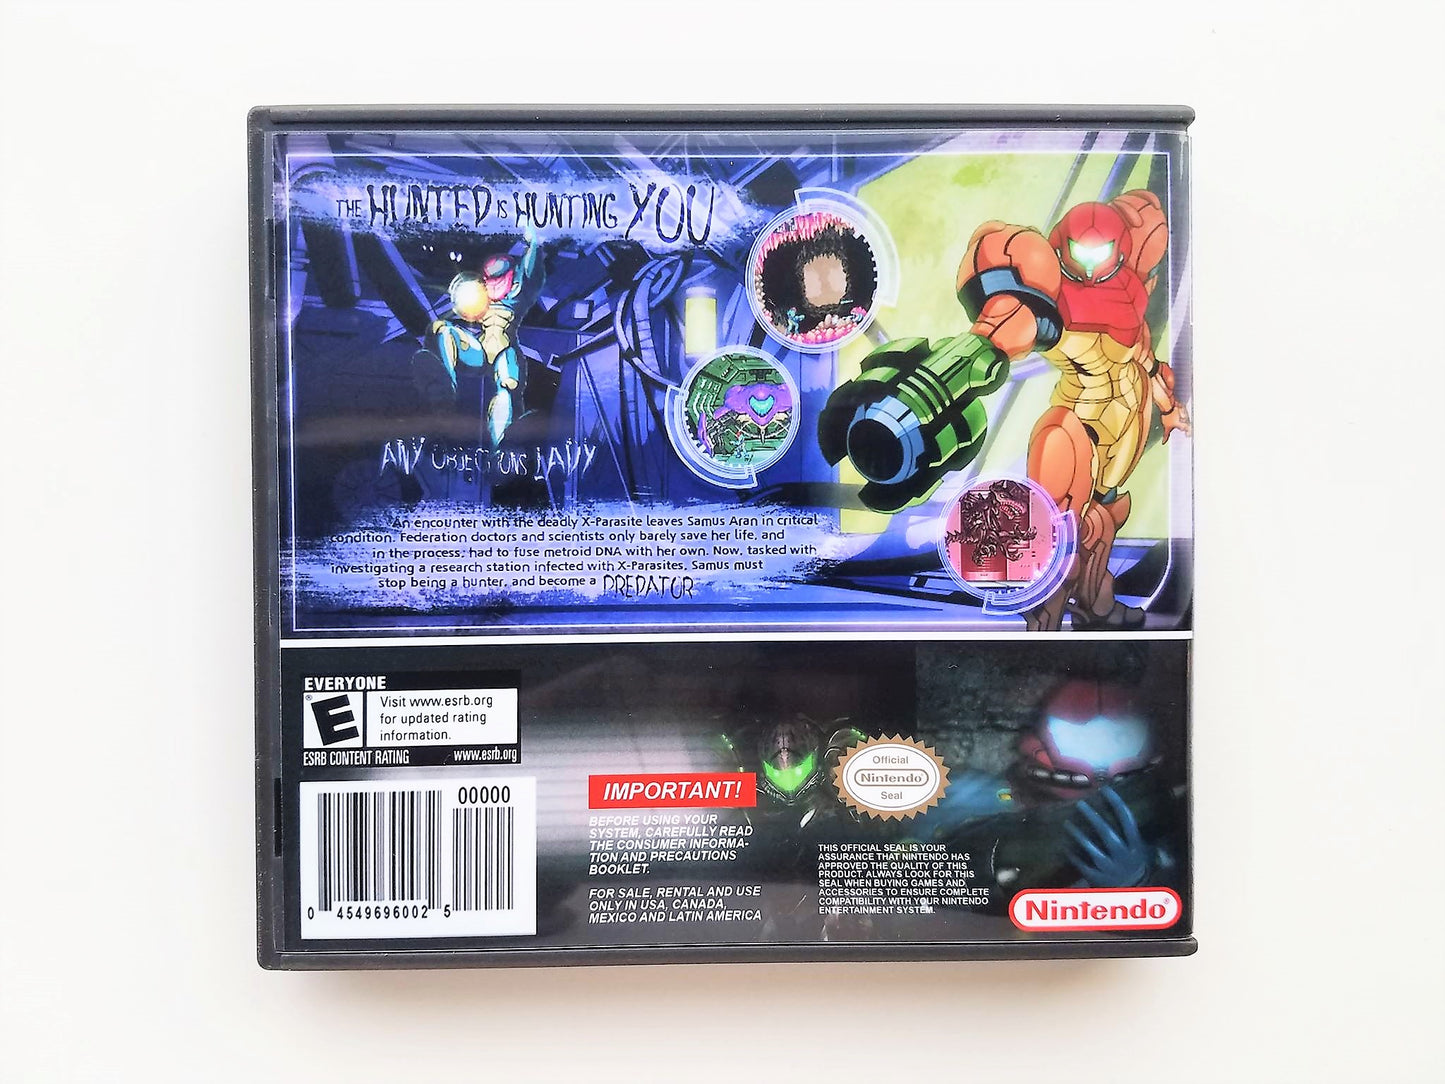 THE HUNTED IS HUNTING YOU
ANY OBJECTIONS LADY
An encounter with the deadly X-Parasite leaves Samus Aran in critical
condition. Federation doctors and scientists only barely save her life, and
in the process, had to fuse metroid DNA with her own. Now, tasked with
investigating a research station infected with X-Parasites, Samus must
stop being a hunter, and become a PREDATOR
EVERYONE
E
®
Visit www.esrb.org
for updated rating
information.
ESRB CONTENT RATING www.esrb.org
00000
0 4549696002 5
IMPORTANT!
BEFORE USING YOUR
SYSTEM, CAREFULLY READ
THE CONSUMER INFORMA-
TION AND PRECAUTIONS
BOOKLET.
FOR SALE, RENTAL AND USE
ONLY IN USA, CANADA,
MEXICO AND LATIN AMERICA
Official
Nintendo
Seal
THIS OFFICIAL SEAL IS YOUR
ASSURANCE THAT NINTENDO HAS
APPROVED THE QUALITY OF THIS
PRODUCT. ALWAYS LOOK FOR THIS
SEAL WHEN BUYING GAMES AND
ACCESSORIES TO ENSURE COMPLETE
COMPATIBILITY WITH YOUR NINTENDO
ENTERTAINMENT SYSTEM.
Nintendo®